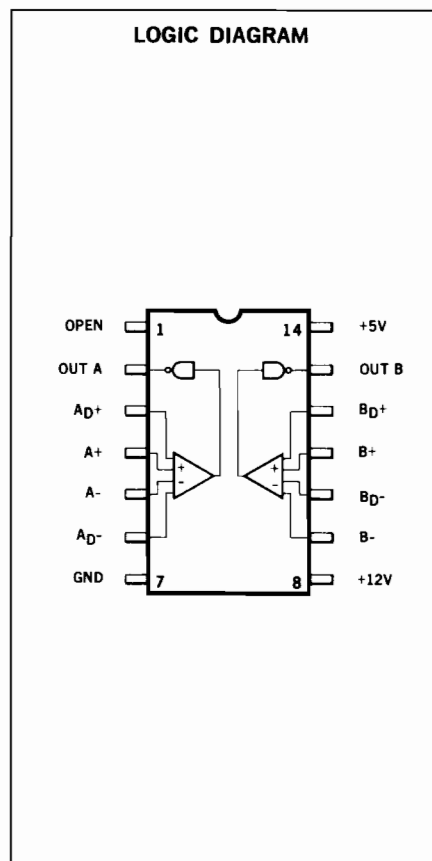 LOGIC DIAGRAM
OPEN 1 14 +5V
OUT A OUT B
AD+ BD+
A+ + + B+
A- - - BD-
AD- B-
GND 7 8 +12V